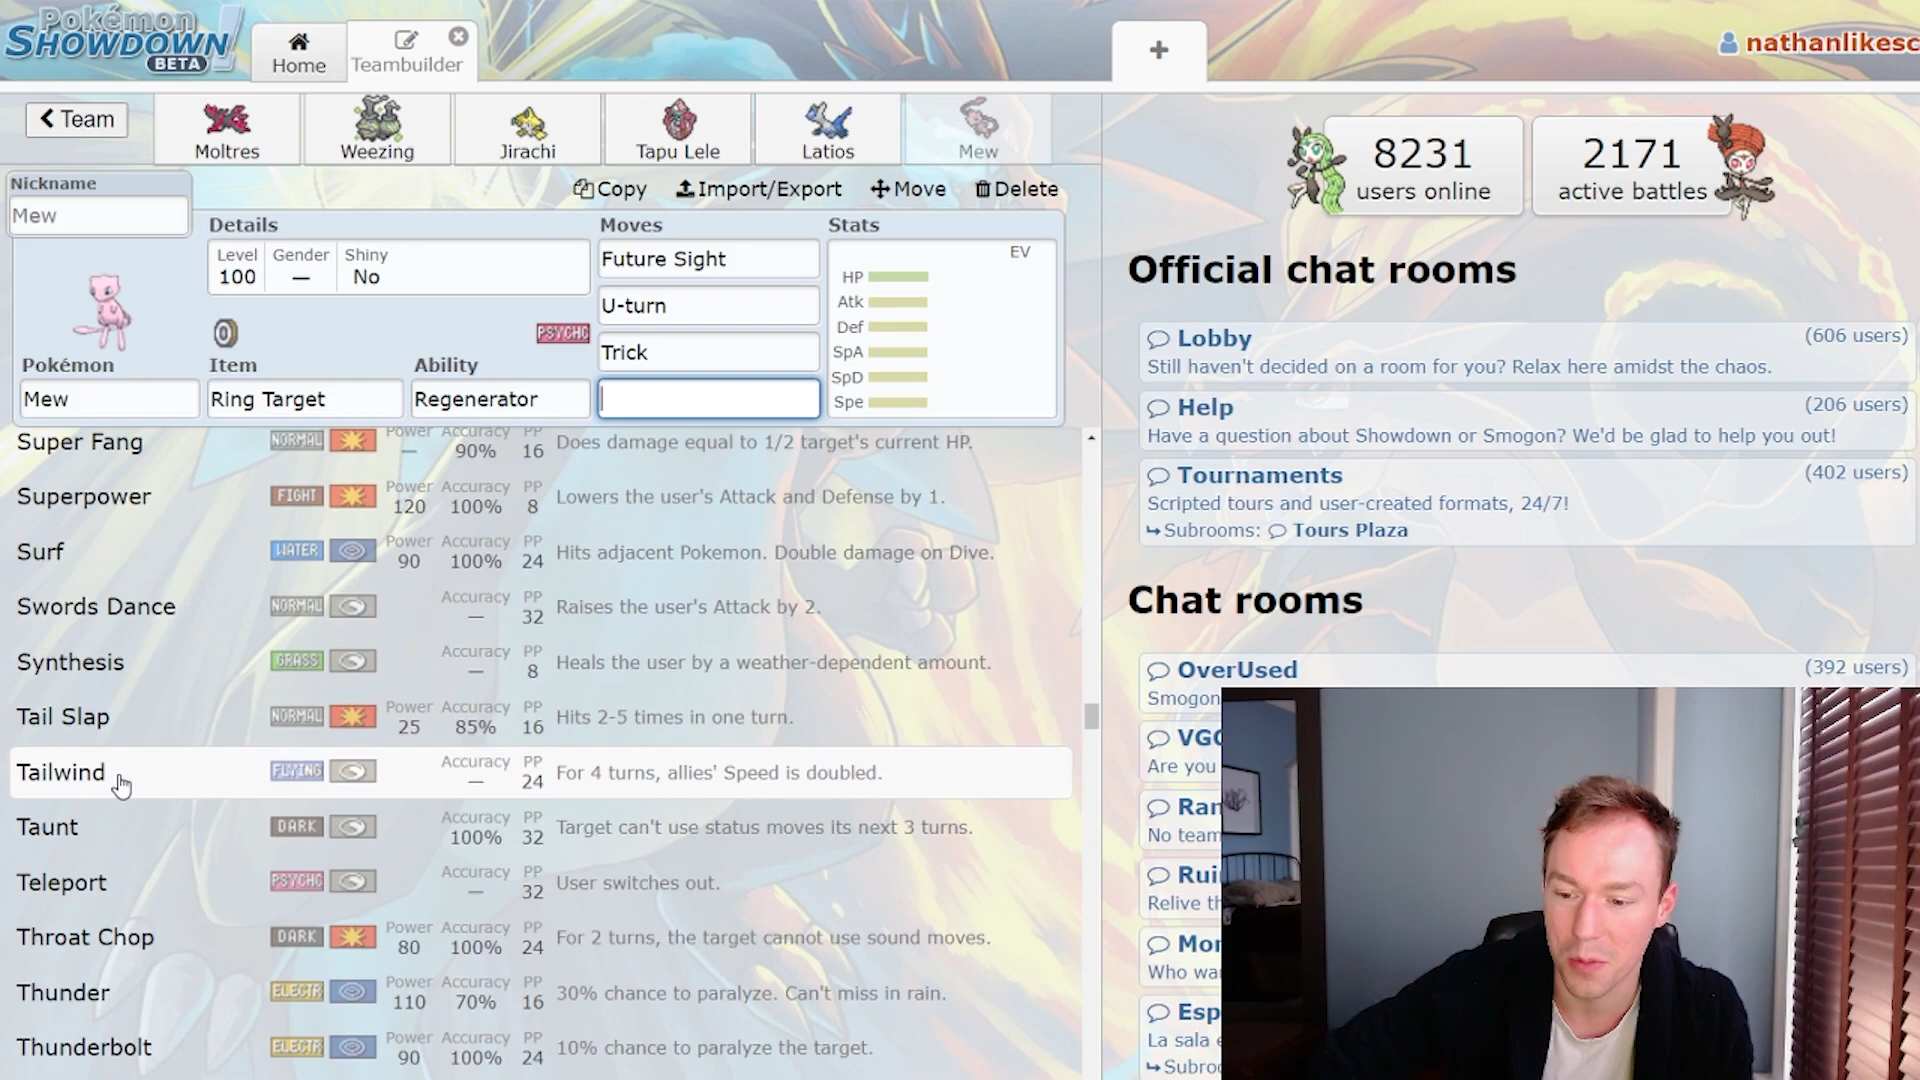 Pokémon
SHOWDOWN!
BETA
Home
Teambuilder
+
nathanlikesc
Team
Moltres
Weezing
Jirachi
Tapu Lele
Latios
Mew
Copy
Import/Export
Move
Delete
Nickname
Mew
Details
Level Gender Shiny
100 — No
Moves
Future Sight
U-turn
Trick
Stats
EV
HP
Atk
Def
SpA
SpD
Spe
PSYCHC
Pokémon Item Ability
Mew Ring Target Regenerator
Super Fang NORMAL Power — Accuracy 90% PP 16 Does damage equal to 1/2 target's current HP.
Superpower FIGHT Power 120 Accuracy 100% PP 8 Lowers the user's Attack and Defense by 1.
Surf WATER Power 90 Accuracy 100% PP 24 Hits adjacent Pokemon. Double damage on Dive.
Swords Dance NORMAL Accuracy — PP 32 Raises the user's Attack by 2.
Synthesis GRASS Accuracy — PP 8 Heals the user by a weather-dependent amount.
Tail Slap NORMAL Power 25 Accuracy 85% PP 16 Hits 2-5 times in one turn.
Tailwind FLYING Accuracy — PP 24 For 4 turns, allies' Speed is doubled.
Taunt DARK Accuracy 100% PP 32 Target can't use status moves its next 3 turns.
Teleport PSYCHC Accuracy — PP 32 User switches out.
Throat Chop DARK Power 80 Accuracy 100% PP 24 For 2 turns, the target cannot use sound moves.
Thunder ELECTR Power 110 Accuracy 70% PP 16 30% chance to paralyze. Can't miss in rain.
Thunderbolt ELECTR Power 90 Accuracy 100% PP 24 10% chance to paralyze the target.
8231
users online
2171
active battles
Official chat rooms
Lobby (606 users)
Still haven't decided on a room for you? Relax here amidst the chaos.
Help (206 users)
Have a question about Showdown or Smogon? We'd be glad to help you out!
Tournaments (402 users)
Scripted tours and user-created formats, 24/7!
Subrooms: Tours Plaza
Chat rooms
OverUsed (392 users)
Smogon
VGC
Are you
Ran
No team
Rui
Relive th
Mon
Who wa
Esp
La sala
Subro